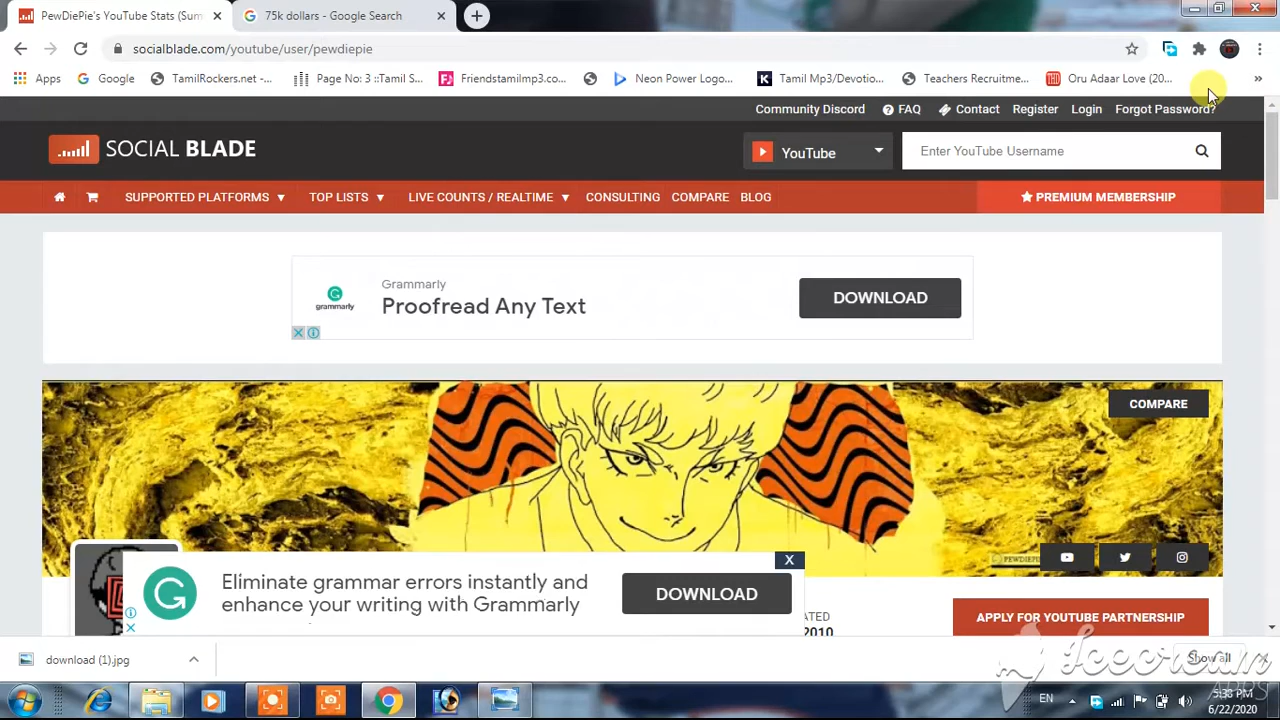 PewDiePie's YouTube Stats (Sum
75k dollars - Google Search
socialblade.com/youtube/user/pewdiepie
Apps Google TamilRockers.net -... Page No: 3 ::Tamil S... Friendstamilmp3.co... Neon Power Logo... Tamil Mp3/Devotio... Teachers Recruitme... Oru Adaar Love (20... »
Community Discord FAQ Contact Register Login Forgot Password?
SOCIAL BLADE
YouTube
Enter YouTube Username
SUPPORTED PLATFORMS TOP LISTS LIVE COUNTS / REALTIME CONSULTING COMPARE BLOG
PREMIUM MEMBERSHIP
grammarly
Grammarly
Proofread Any Text
DOWNLOAD
COMPARE
X
Eliminate grammar errors instantly and
enhance your writing with Grammarly
DOWNLOAD
ATED
2010
APPLY FOR YOUTUBE PARTNERSHIP
download (1).jpg
Show all
Icecream
APPS
EN
5:38 PM
6/22/2020